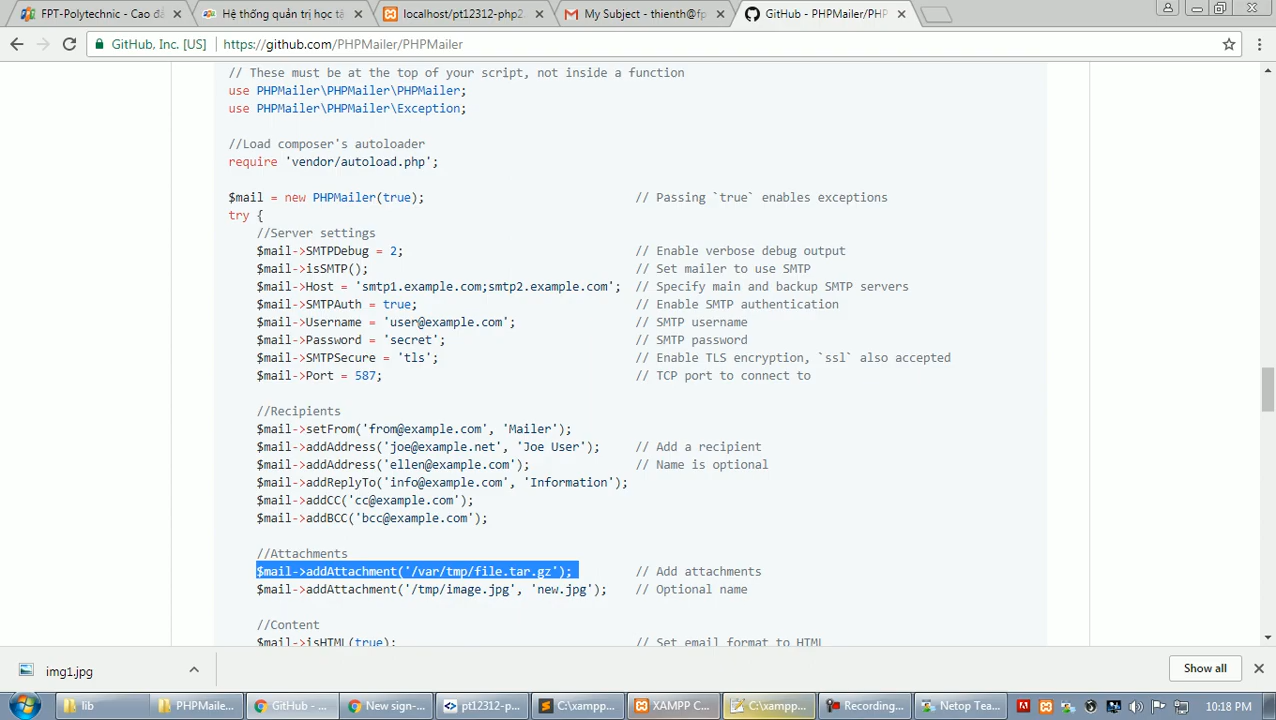 FPT-Polytechnic - Cao đẳ
Hệ thống quản trị học tậ
localhost/pt12312-php2
My Subject - thienth@fp
GitHub - PHPMailer/PHP
GitHub, Inc. [US]
https://github.com/PHPMailer/PHPMailer
// These must be at the top of your script, not inside a function
use PHPMailer\PHPMailer\PHPMailer;
use PHPMailer\PHPMailer\Exception;
//Load composer's autoloader
require 'vendor/autoload.php';
$mail = new PHPMailer(true); // Passing `true` enables exceptions
try {
//Server settings
$mail->SMTPDebug = 2; // Enable verbose debug output
$mail->isSMTP(); // Set mailer to use SMTP
$mail->Host = 'smtp1.example.com;smtp2.example.com'; // Specify main and backup SMTP servers
$mail->SMTPAuth = true; // Enable SMTP authentication
$mail->Username = 'user@example.com'; // SMTP username
$mail->Password = 'secret'; // SMTP password
$mail->SMTPSecure = 'tls'; // Enable TLS encryption, `ssl` also accepted
$mail->Port = 587; // TCP port to connect to
//Recipients
$mail->setFrom('from@example.com', 'Mailer');
$mail->addAddress('joe@example.net', 'Joe User'); // Add a recipient
$mail->addAddress('ellen@example.com'); // Name is optional
$mail->addReplyTo('info@example.com', 'Information');
$mail->addCC('cc@example.com');
$mail->addBCC('bcc@example.com');
//Attachments
$mail->addAttachment('/var/tmp/file.tar.gz'); // Add attachments
$mail->addAttachment('/tmp/image.jpg', 'new.jpg'); // Optional name
//Content
$mail->isHTML(true); // Set email format to HTML
img1.jpg
Show all
lib
PHPMaile...
GitHub - ...
New sign-...
pt12312-p...
C:\xampp...
XAMPP C...
C:\xampp...
Recording...
Netop Tea...
10:18 PM